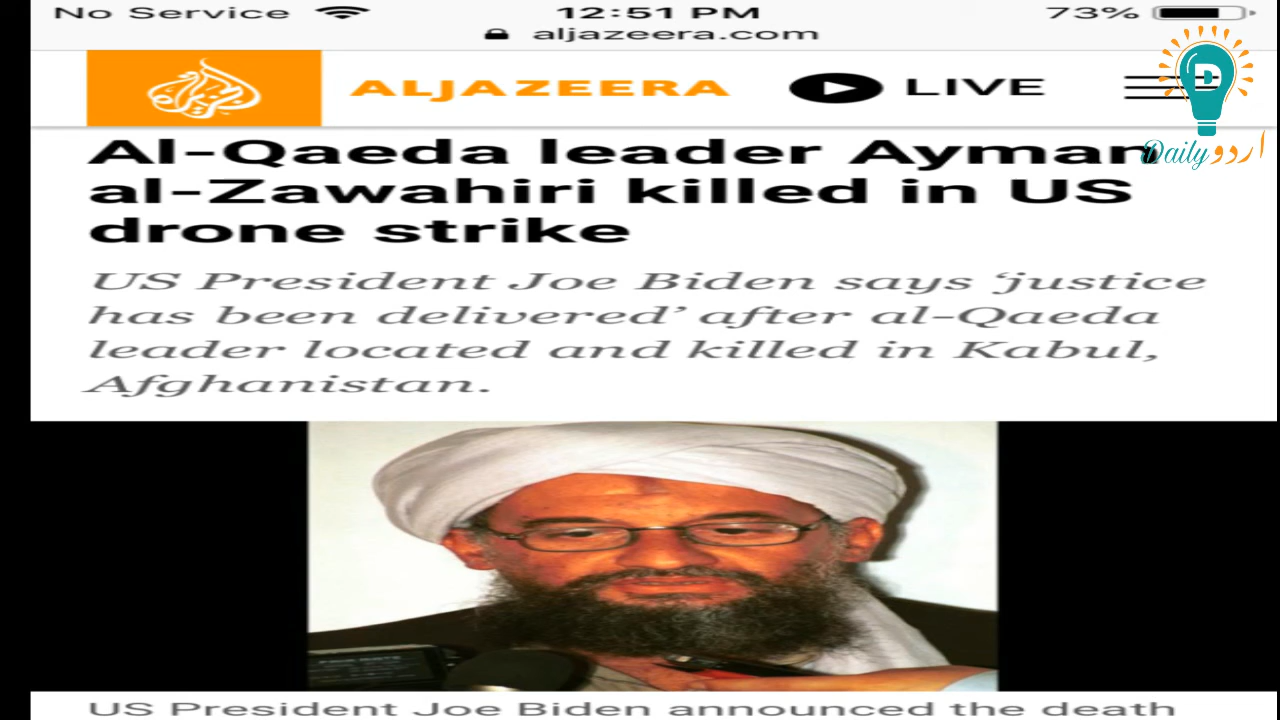 No Service 12:51 PM 73%
aljazeera.com
ALJAZEERA LIVE
Daily اردو
Al-Qaeda leader Ayman
al-Zawahiri killed in US
drone strike
US President Joe Biden says ‘justice
has been delivered’ after al-Qaeda
leader located and killed in Kabul,
Afghanistan.
US President Joe Biden announced the death